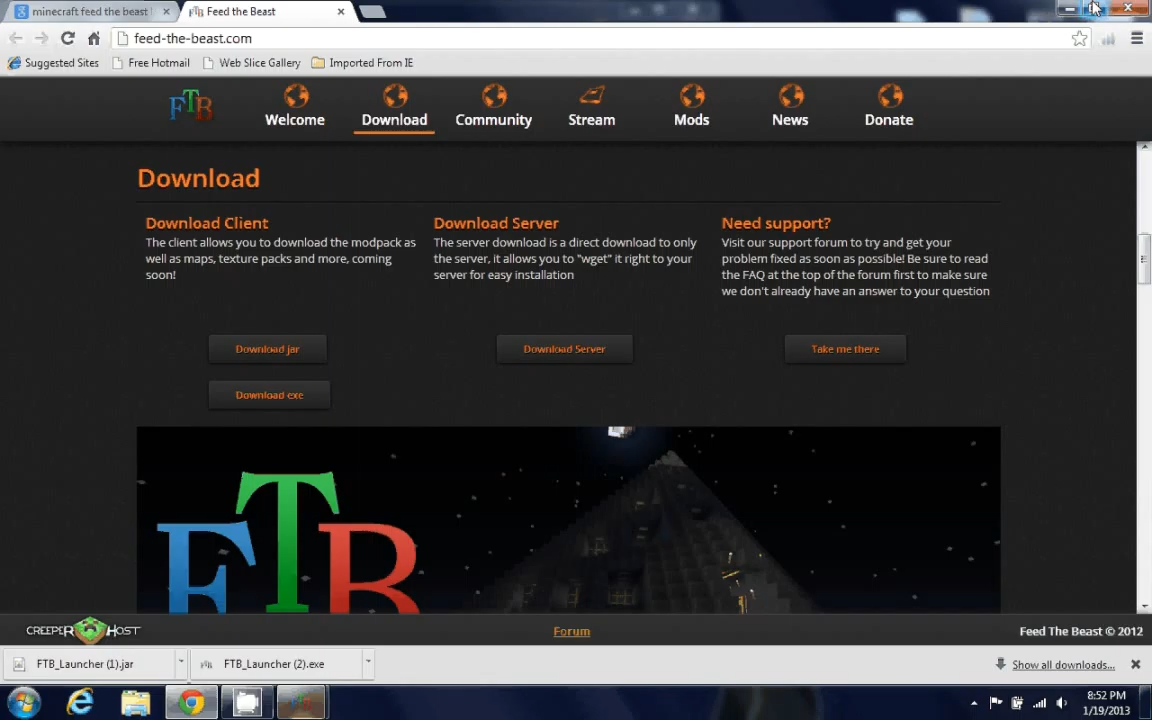 minecraft feed the beast
Feed the Beast
feed-the-beast.com
Suggested Sites
Free Hotmail
Web Slice Gallery
Imported From IE
FTB
Welcome
Download
Community
Stream
Mods
News
Donate
Download
Download Client
The client allows you to download the modpack as
well as maps, texture packs and more, coming
soon!
Download Server
The server download is a direct download to only
the server, it allows you to "wget" it right to your
server for easy installation
Need support?
Visit our support forum to try and get your
problem fixed as soon as possible! Be sure to read
the FAQ at the top of the forum first to make sure
we don't already have an answer to your question
Download jar
Download Server
Take me there
Download exe
FTB
CREEPER HOST
Forum
Feed The Beast © 2012
FTB_Launcher (1).jar
FTB_Launcher (2).exe
Show all downloads...
8:52 PM
1/19/2013